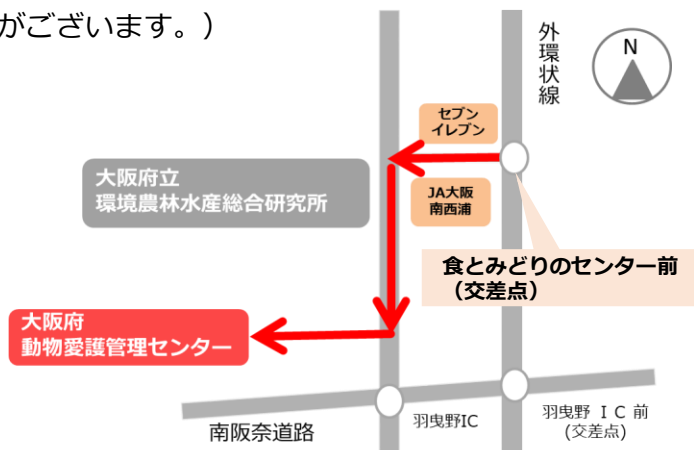 がございます。)
外環状線
N
セブン
イレブン
大阪府立
環境農林水産総合研究所
JA大阪
南西浦
食とみどりのセンター前
(交差点)
大阪府
動物愛護管理センター
南阪奈道路
羽曳野IC
羽曳野 IC 前
(交差点)